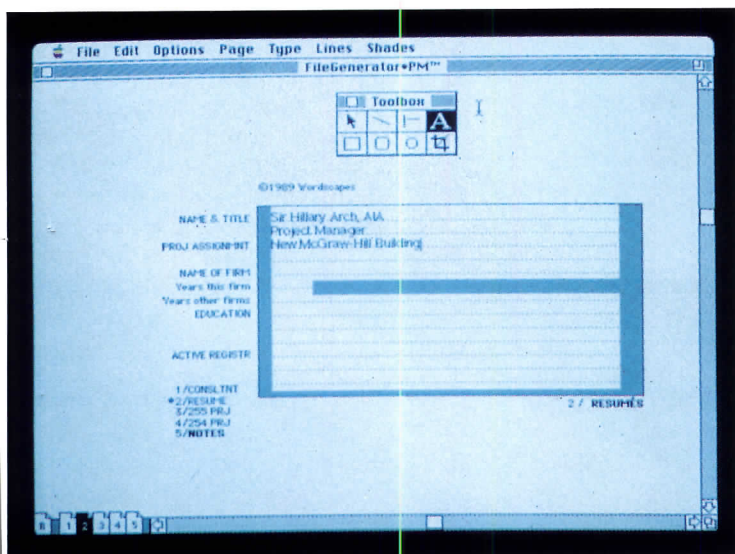 File Edit Options Page Type Lines Shades
FileGenerator•PM™
Toolbox
A
©1989 Wordscapes
NAME & TITLE Sir Hillary Arch, AIA
Project Manager
PROJ ASSIGNMNT New McGraw-Hill Building
NAME OF FIRM
Years this firm
Years other firms
EDUCATION
ACTIVE REGISTR
1/CONSLTNT
•2/RESUME
3/255 PRJ
4/254 PRJ
5/NOTES
2 / RESUMÉS
R 1 2 3 4 5